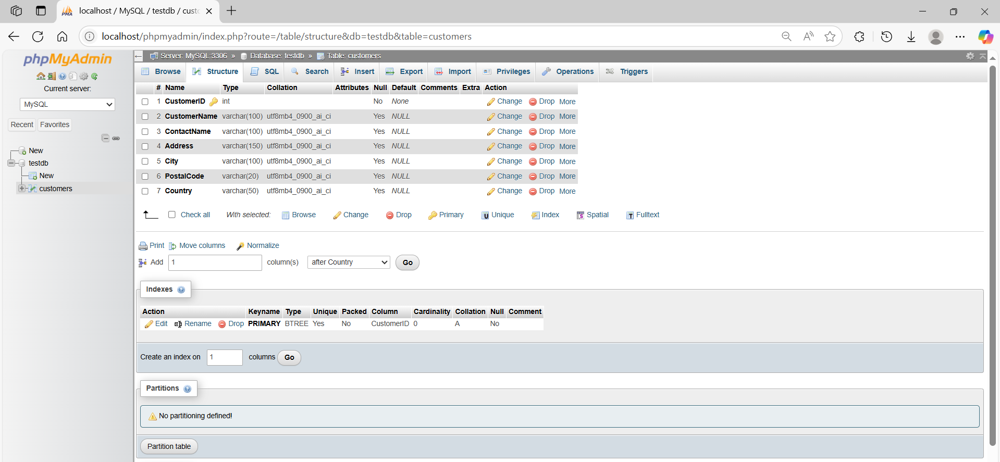 localhost / MySQL / testdb / cust
localhost/phpmyadmin/index.php?route=/table/structure&db=testdb&table=customers
phpMyAdmin
Current server:
MySQL
Recent Favorites
New
testdb
New
customers
Server: MySQL:3306 » Database: testdb » Table: customers
Browse Structure SQL Search Insert Export Import Privileges Operations Triggers
# Name Type Collation Attributes Null Default Comments Extra Action
1 CustomerID int No None Change Drop More
2 CustomerName varchar(100) utf8mb4_0900_ai_ci Yes NULL Change Drop More
3 ContactName varchar(100) utf8mb4_0900_ai_ci Yes NULL Change Drop More
4 Address varchar(150) utf8mb4_0900_ai_ci Yes NULL Change Drop More
5 City varchar(100) utf8mb4_0900_ai_ci Yes NULL Change Drop More
6 PostalCode varchar(20) utf8mb4_0900_ai_ci Yes NULL Change Drop More
7 Country varchar(50) utf8mb4_0900_ai_ci Yes NULL Change Drop More
Check all With selected: Browse Change Drop Primary Unique Index Spatial Fulltext
Print Move columns Normalize
Add 1 column(s) after Country Go
Indexes
Action Keyname Type Unique Packed Column Cardinality Collation Null Comment
Edit Rename Drop PRIMARY BTREE Yes No CustomerID 0 A No
Create an index on 1 columns Go
Partitions
No partitioning defined!
Partition table